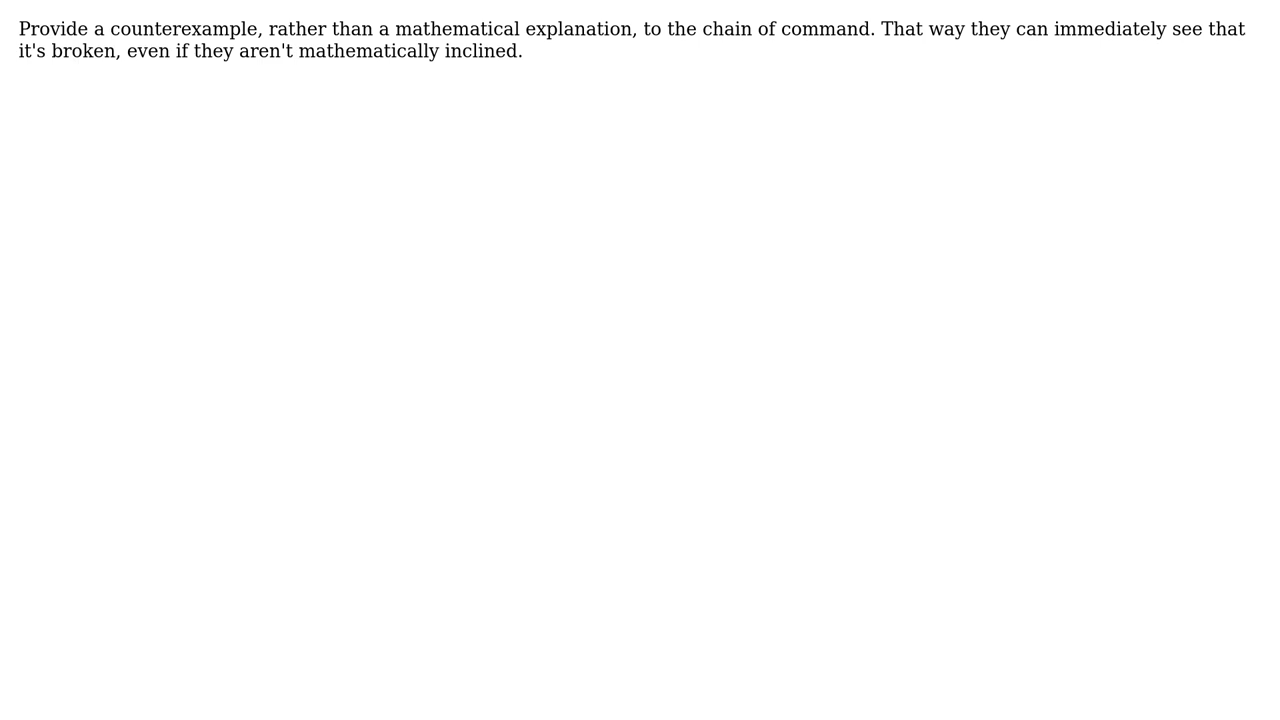 Provide a counterexample, rather than a mathematical explanation, to the chain of command. That way they can immediately see that
it's broken, even if they aren't mathematically inclined.